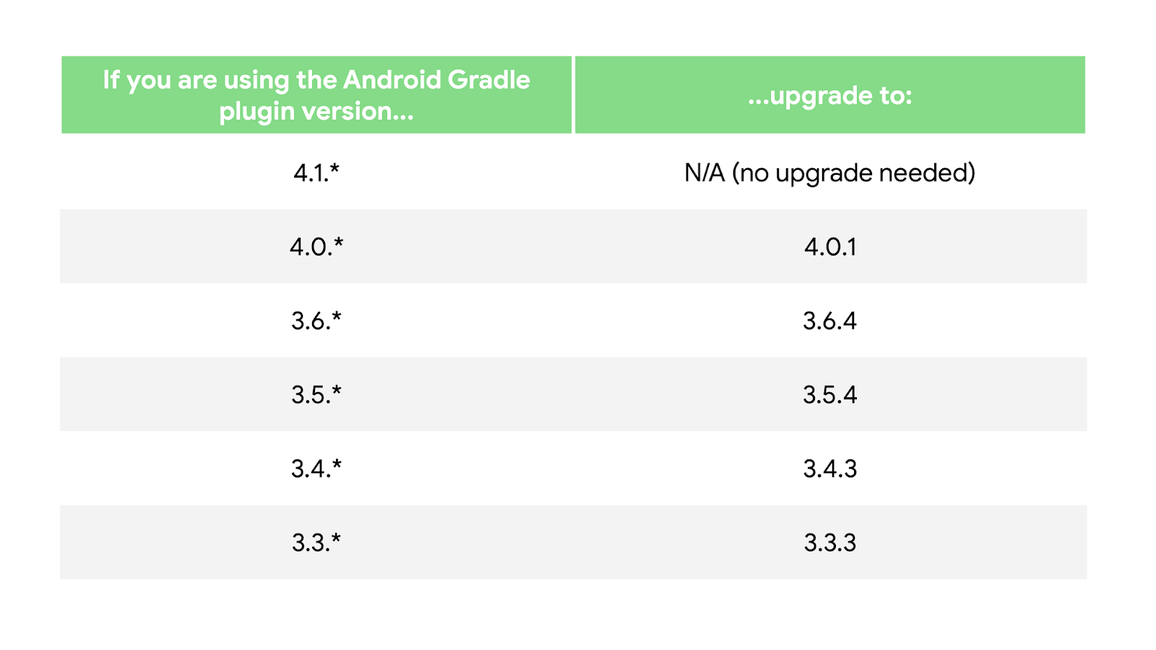 If you are using the Android Gradle
plugin version...
...upgrade to:
4.1.*
N/A (no upgrade needed)
4.0.*
4.0.1
3.6.*
3.6.4
3.5.*
3.5.4
3.4.*
3.4.3
3.3.*
3.3.3